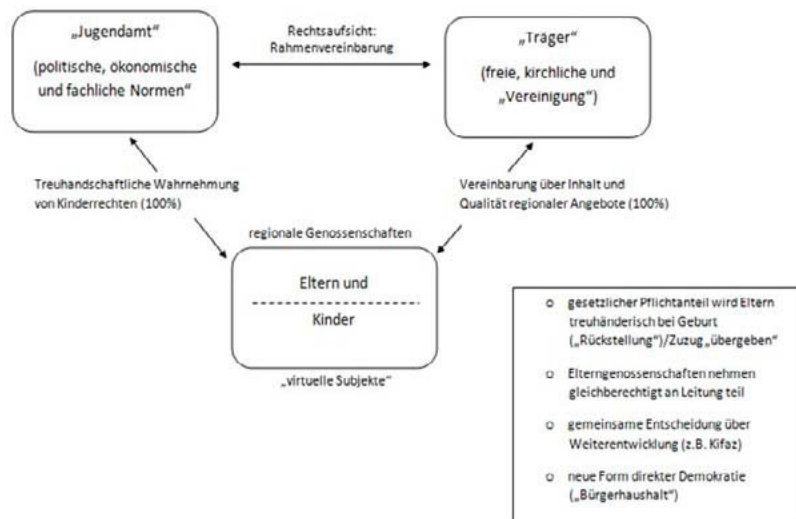 „Jugendamt“
(politische, ökonomische
und fachliche Normen“
Rechtsaufsicht:
Rahmenvereinbarung
„Träger“
(freie, kirchliche und
„Vereinigung“)
Treuhandschaftliche Wahrnehmung
von Kinderrechten (100%)
Vereinbarung über Inhalt und
Qualität regionaler Angebote (100%)
regionale Genossenschaften
Eltern und
Kinder
„virtuelle Subjekte“
o gesetzlicher Pflichtanteil wird Eltern
treuhänderisch bei Geburt
(„Rückstellung“)/Zuzug „übergeben“
o Elterngenossenschaften nehmen
gleichberechtigt an Leitung teil
o gemeinsame Entscheidung über
Weiterentwicklung (z.B. Kifaz)
o neue Form direkter Demokratie
(„Bürgerhaushalt“)